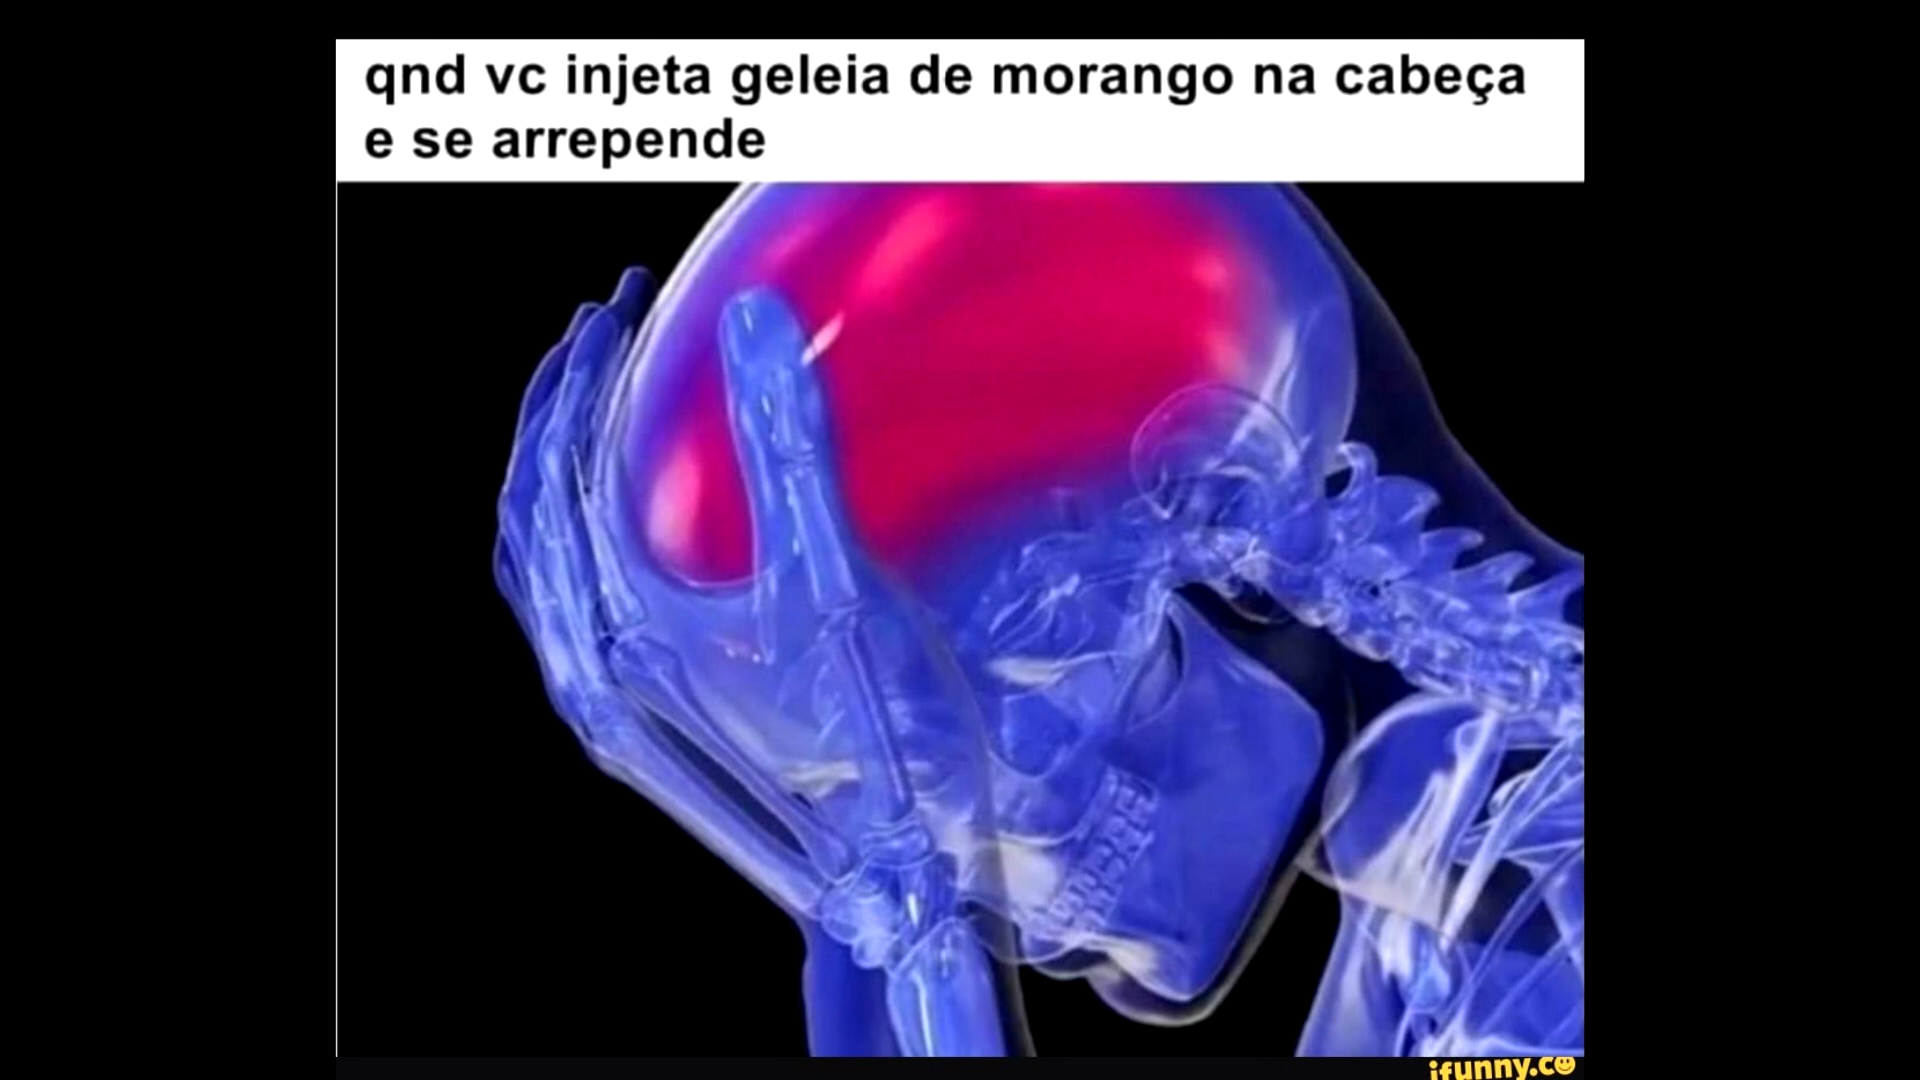 qnd vc injeta geleia de morango na cabeça
e se arrepende
ifunny.co